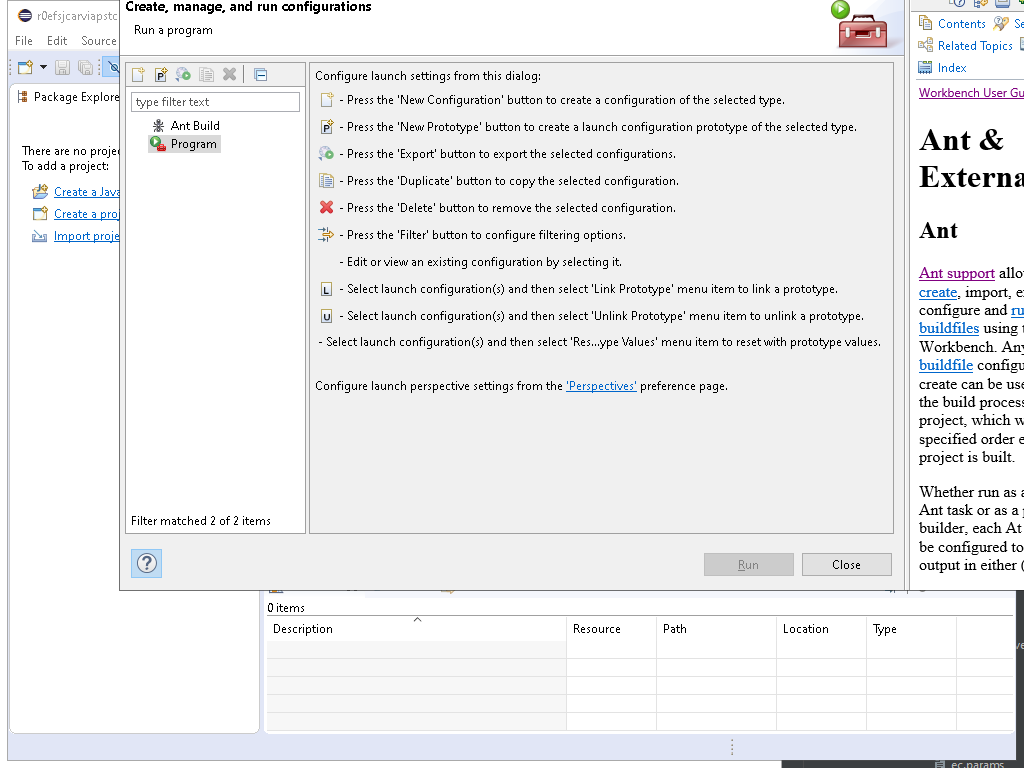 Create, manage, and run configurations
Run a program
r0efsjcarviapstc
File Edit Source
Package Explore
There are no proje
To add a project:
Create a Java
Create a proj
Import proje
type filter text
Ant Build
Program
Filter matched 2 of 2 items
Configure launch settings from this dialog:
- Press the 'New Configuration' button to create a configuration of the selected type.
- Press the 'New Prototype' button to create a launch configuration prototype of the selected type.
- Press the 'Export' button to export the selected configurations.
- Press the 'Duplicate' button to copy the selected configuration.
- Press the 'Delete' button to remove the selected configuration.
- Press the 'Filter' button to configure filtering options.
- Edit or view an existing configuration by selecting it.
- Select launch configuration(s) and then select 'Link Prototype' menu item to link a prototype.
- Select launch configuration(s) and then select 'Unlink Prototype' menu item to unlink a prototype.
- Select launch configuration(s) and then select 'Res...ype Values' menu item to reset with prototype values.
Configure launch perspective settings from the 'Perspectives' preference page.
Run
Close
Contents Se
Related Topics
Index
Workbench User Gu
Ant &
Externa
Ant
Ant support allo
create, import, e
configure and ru
buildfiles using t
Workbench. Any
buildfile configu
create can be use
the build process
project, which w
specified order e
project is built.
Whether run as a
Ant task or as a p
builder, each At
be configured to
output in either (
0 items
Description Resource Path Location Type
ec.params